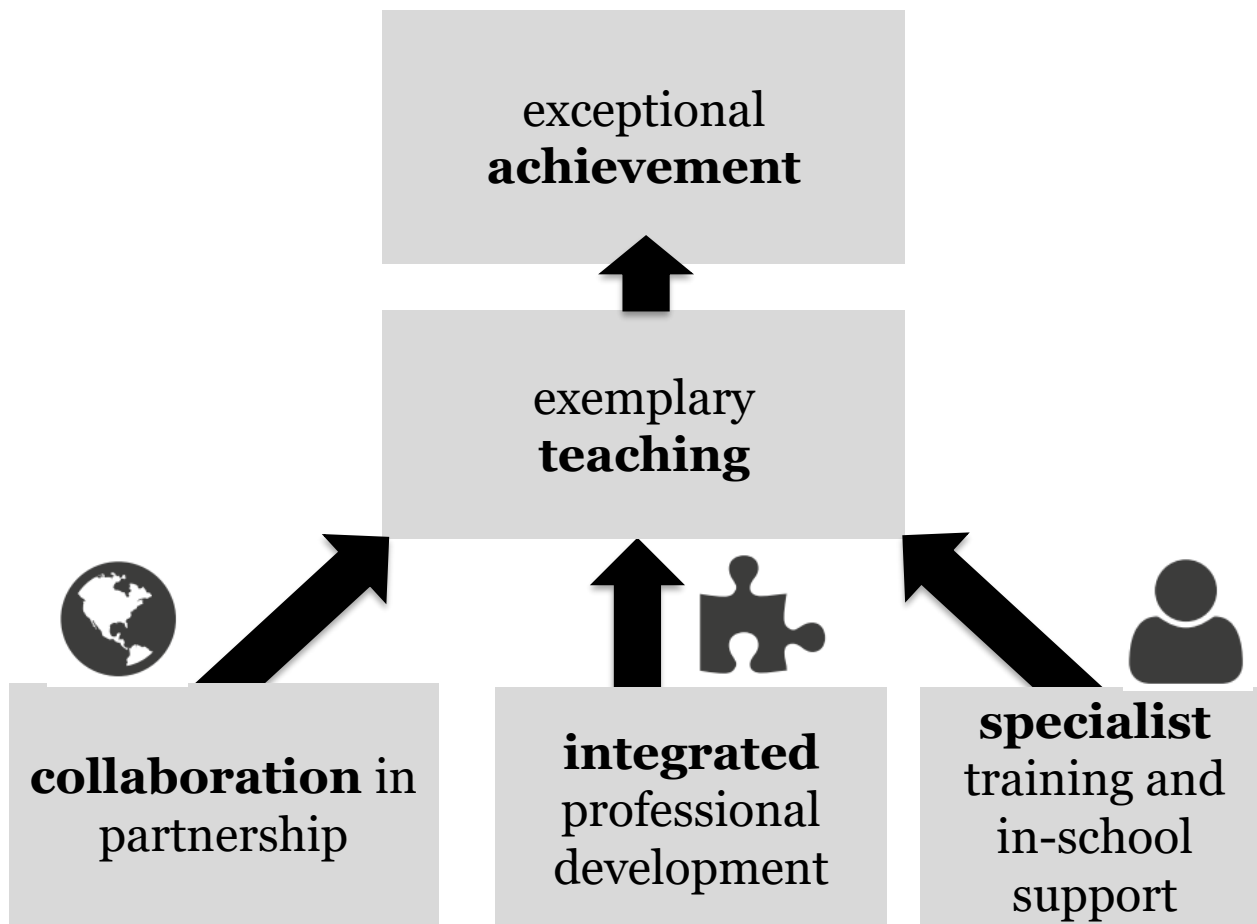 exceptional
achievement
exemplary
teaching
collaboration in
partnership
integrated
professional
development
specialist
training and
in-school
support